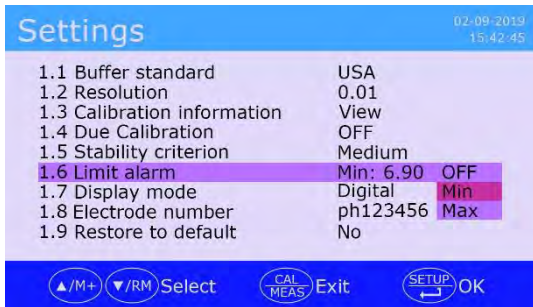 Settings
02-09-2019
15:42:45
1.1 Buffer standard USA
1.2 Resolution 0.01
1.3 Calibration information View
1.4 Due Calibration OFF
1.5 Stability criterion Medium
1.6 Limit alarm Min: 6.90 OFF
1.7 Display mode Digital Min
1.8 Electrode number ph123456 Max
1.9 Restore to default No
▲/M+ ▼/RM Select CAL MEAS Exit SETUP OK